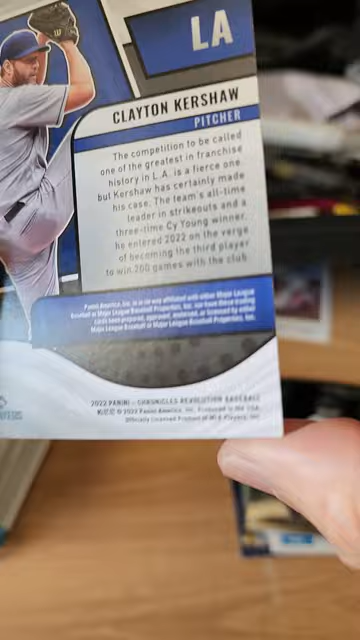 LA
CLAYTON KERSHAW
PITCHER
The competition to be called
one of the greatest in franchise
history in L.A. is a fierce one
but Kershaw has certainly made
his case. The team's all-time
leader in strikeouts and a
three-time Cy Young winner,
he entered 2022 on the verge
of becoming the third player
to win 200 games with the club.
Panini America, Inc. is in no way affiliated with either Major League
Baseball or Major League Baseball Properties, Inc. nor have these trading
cards been prepared, approved, endorsed, or licensed by either
Major League Baseball or Major League Baseball Properties, Inc.
2022 PANINI – CHRONICLES REVOLUTION BASEBALL
© 2022 Panini America, Inc. Produced in the USA.
Officially Licensed Product of MLB Players, Inc.